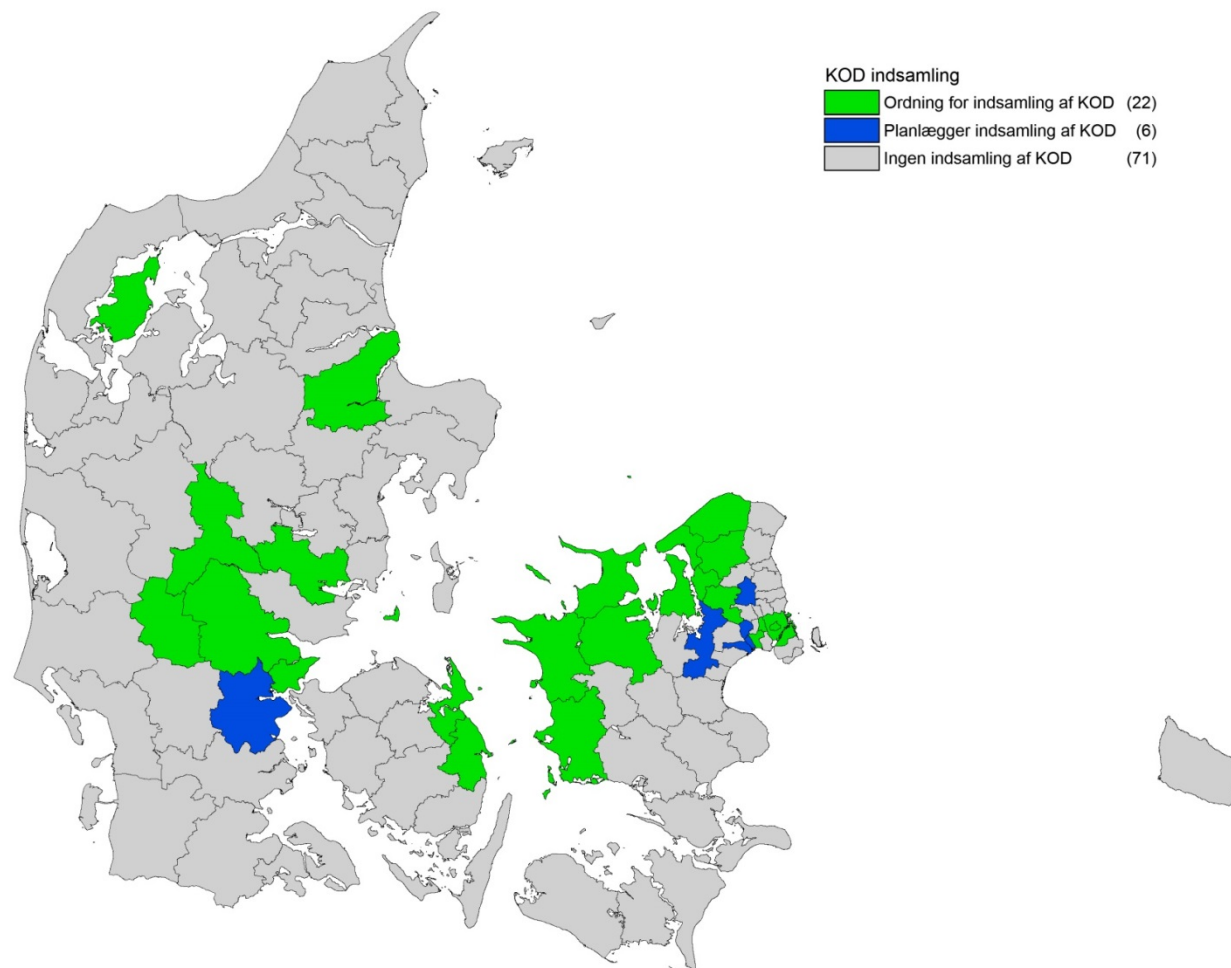 KOD indsamling
Ordning for indsamling af KOD (22)
Planlægger indsamling af KOD (6)
Ingen indsamling af KOD (71)